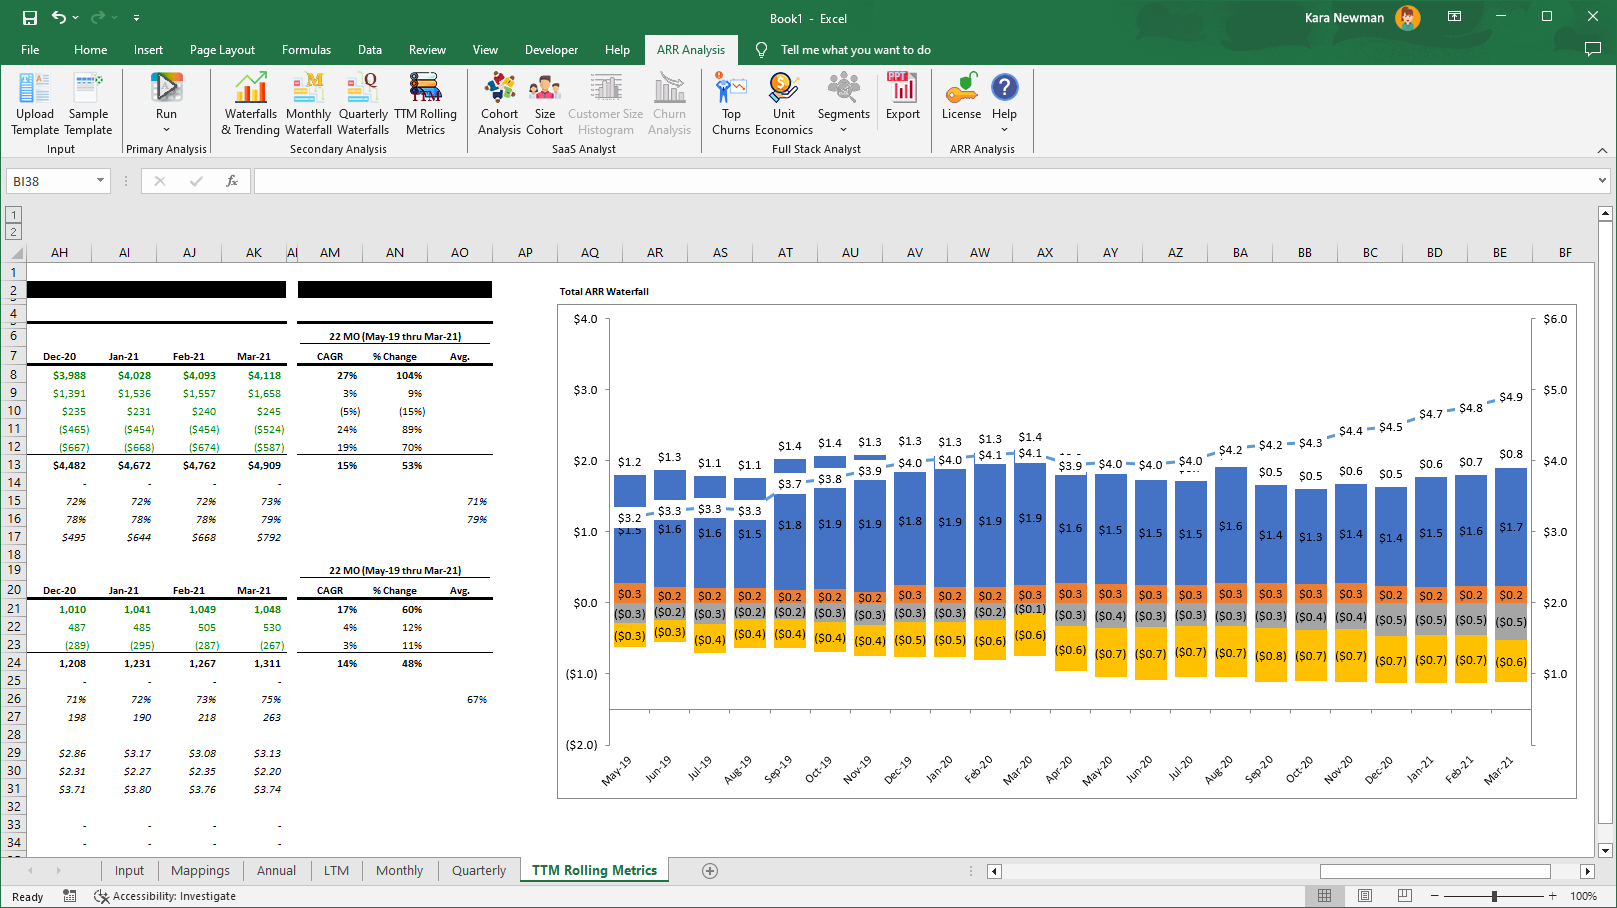 Book1 - Excel
Kara Newman
File Home Insert Page Layout Formulas Data Review View Developer Help ARR Analysis Tell me what you want to do
Upload Template
Sample Template
Input
Run
Primary Analysis
Waterfalls & Trending
Monthly Waterfall
Quarterly Waterfalls
TTM Rolling Metrics
Secondary Analysis
Cohort Analysis
Size Cohort
Customer Size Histogram
Churn Analysis
SaaS Analyst
Top Churns
Unit Economics
Segments
Export
Full Stack Analyst
License
Help
ARR Analysis
BI38
fx
1
2
AH AI AJ AK AL AM AN AO AP AQ AR AS AT AU AV AW AX AY AZ BA BB BC BD BE BF
1
2
4
6 22 MO (May-19 thru Mar-21)
7 Dec-20 Jan-21 Feb-21 Mar-21 CAGR % Change Avg.
8 $3,988 $4,028 $4,093 $4,118 27% 104%
9 $1,391 $1,536 $1,557 $1,658 3% 9%
10 $235 $231 $240 $245 (5%) (15%)
11 ($465) ($454) ($454) ($524) 24% 89%
12 ($667) ($668) ($674) ($587) 19% 70%
13 $4,482 $4,672 $4,762 $4,909 15% 53%
14 - - - -
15 72% 72% 72% 73% 71%
16 78% 78% 78% 79% 79%
17 $495 $644 $668 $792
18
19 22 MO (May-19 thru Mar-21)
20 Dec-20 Jan-21 Feb-21 Mar-21 CAGR % Change Avg.
21 1,010 1,041 1,049 1,048 17% 60%
22 487 485 505 530 4% 12%
23 (289) (295) (287) (267) 3% 11%
24 1,208 1,231 1,267 1,311 14% 48%
25 - - - -
26 71% 72% 73% 75% 67%
27 198 190 218 263
28
29 $2.86 $3.17 $3.08 $3.13
30 $2.31 $2.27 $2.35 $2.20
31 $3.71 $3.80 $3.76 $3.74
32
33 - - - -
34 - - - -
Total ARR Waterfall
$4.0 $3.0 $2.0 $1.0 $0.0 ($1.0) ($2.0)
$6.0 $5.0 $4.0 $3.0 $2.0 $1.0
$1.2 $1.3 $1.1 $1.1 $1.4 $1.4 $1.3 $1.3 $1.3 $1.3 $1.4 $0.5 $0.5 $0.6 $0.5 $0.6 $0.7 $0.8
$3.2 $3.3 $3.3 $3.3 $3.7 $3.8 $3.9 $4.0 $4.0 $4.1 $4.1 $3.9 $4.0 $4.0 $4.0 $4.2 $4.2 $4.3 $4.4 $4.5 $4.7 $4.8 $4.9
$1.5 $1.6 $1.6 $1.5 $1.8 $1.9 $1.9 $1.8 $1.9 $1.9 $1.9 $1.6 $1.5 $1.5 $1.5 $1.6 $1.4 $1.3 $1.4 $1.4 $1.5 $1.6 $1.7
$0.3 $0.2 $0.2 $0.2 $0.2 $0.2 $0.2 $0.3 $0.2 $0.2 $0.3 $0.3 $0.3 $0.3 $0.3 $0.3 $0.3 $0.3 $0.3 $0.2 $0.2 $0.2 $0.2
($0.3) ($0.2) ($0.3) ($0.2) ($0.2) ($0.3) ($0.3) ($0.3) ($0.3) ($0.2) ($0.1) ($0.3) ($0.4) ($0.3) ($0.3) ($0.3) ($0.3) ($0.4) ($0.4) ($0.5) ($0.5) ($0.5) ($0.5)
($0.3) ($0.3) ($0.4) ($0.4) ($0.4) ($0.4) ($0.4) ($0.5) ($0.5) ($0.6) ($0.6) ($0.6) ($0.7) ($0.7) ($0.7) ($0.7) ($0.8) ($0.7) ($0.7) ($0.7) ($0.7) ($0.7) ($0.6)
May-19 Jun-19 Jul-19 Aug-19 Sep-19 Oct-19 Nov-19 Dec-19 Jan-20 Feb-20 Mar-20 Apr-20 May-20 Jun-20 Jul-20 Aug-20 Sep-20 Oct-20 Nov-20 Dec-20 Jan-21 Feb-21 Mar-21
Input Mappings Annual LTM Monthly Quarterly TTM Rolling Metrics
Ready Accessibility: Investigate 100%